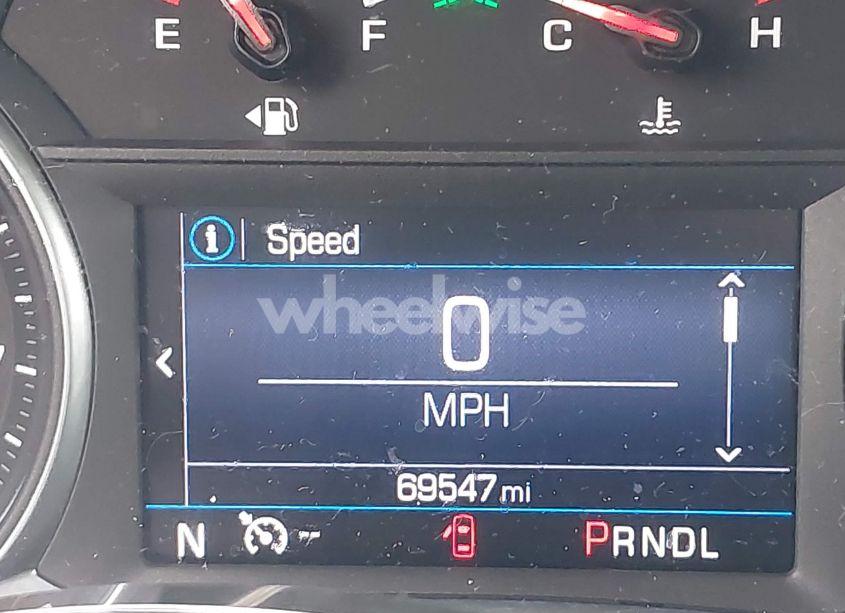 E F C H
Speed
wheelwise
0
MPH
69547 mi
N -- PRNDL